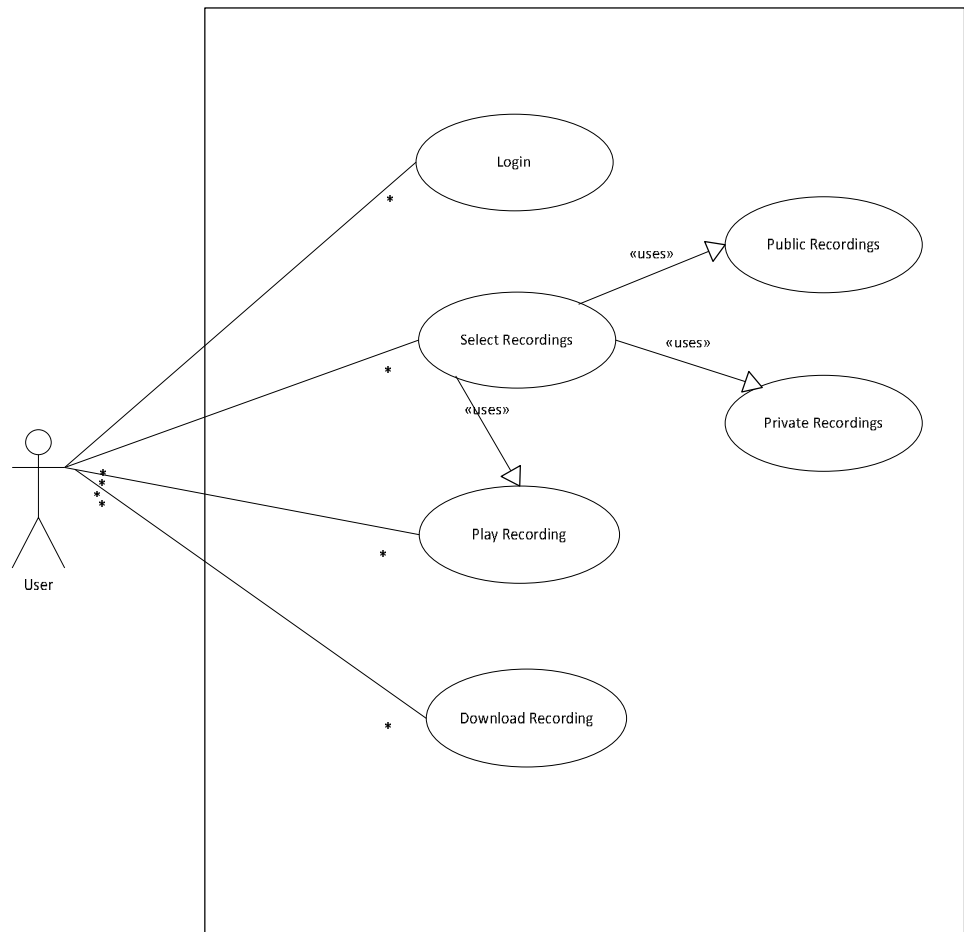 Login
*
Public Recordings
«uses»
Select Recordings
«uses»
*
Private Recordings
«uses»
*
*
*
*
Play Recording
*
User
Download Recording
*